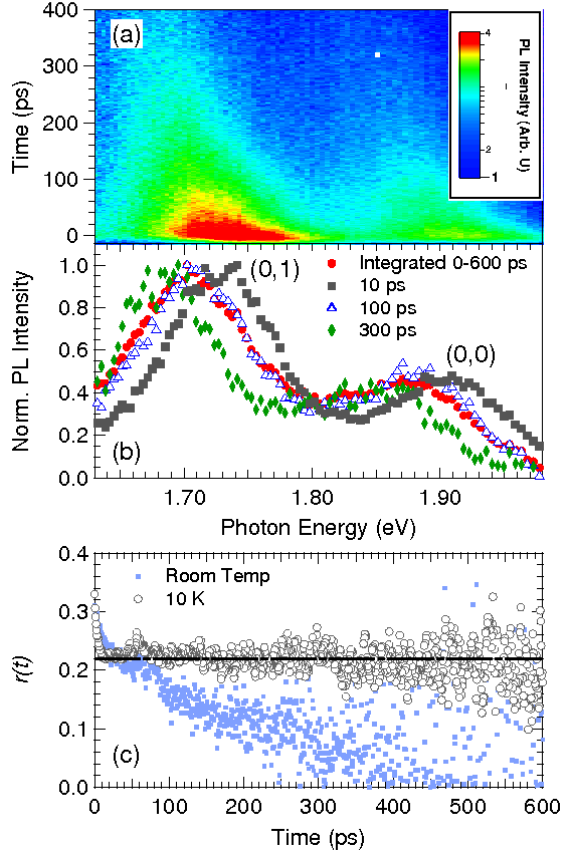 (a)
400
300
200
100
0
Time (ps)
4
2
1
PL Intensity (Arb. U)
(b)
1.0
0.8
0.6
0.4
0.2
0.0
Norm. PL Intensity
(0,1)
(0,0)
Integrated 0-600 ps
10 ps
100 ps
300 ps
1.70
1.80
1.90
Photon Energy (eV)
(c)
0.4
0.3
0.2
0.1
0.0
r(t)
Room Temp
10 K
0
100
200
300
400
500
600
Time (ps)